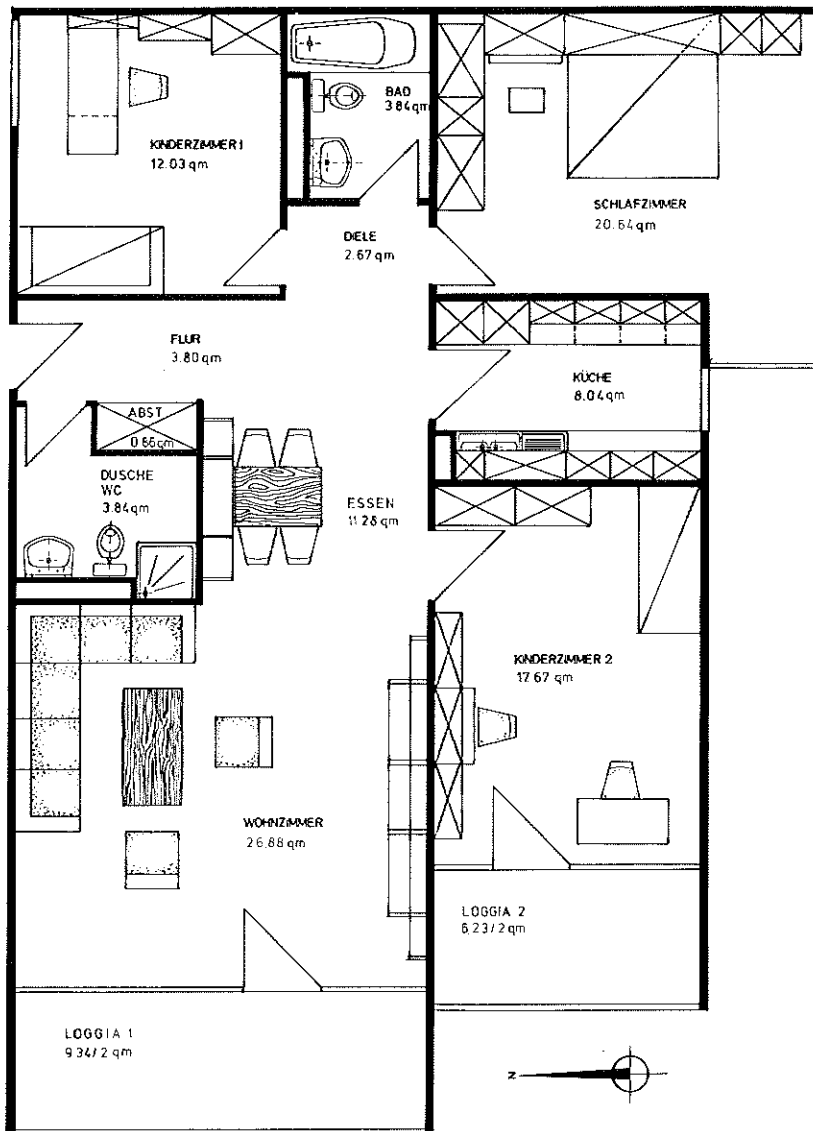 KINDERZIMMER 1
12.03 qm
BAD
3.84 qm
SCHLAFZIMMER
20.64 qm
DIELE
2.67 qm
FLUR
3.80 qm
KÜCHE
8.04 qm
ABST
0.66 qm
DUSCHE
WC
3.84 qm
ESSEN
11.28 qm
KINDERZIMMER 2
17.67 qm
WOHNZIMMER
26.88 qm
LOGGIA 2
6,23/2 qm
LOGGIA 1
9.34/2 qm
N